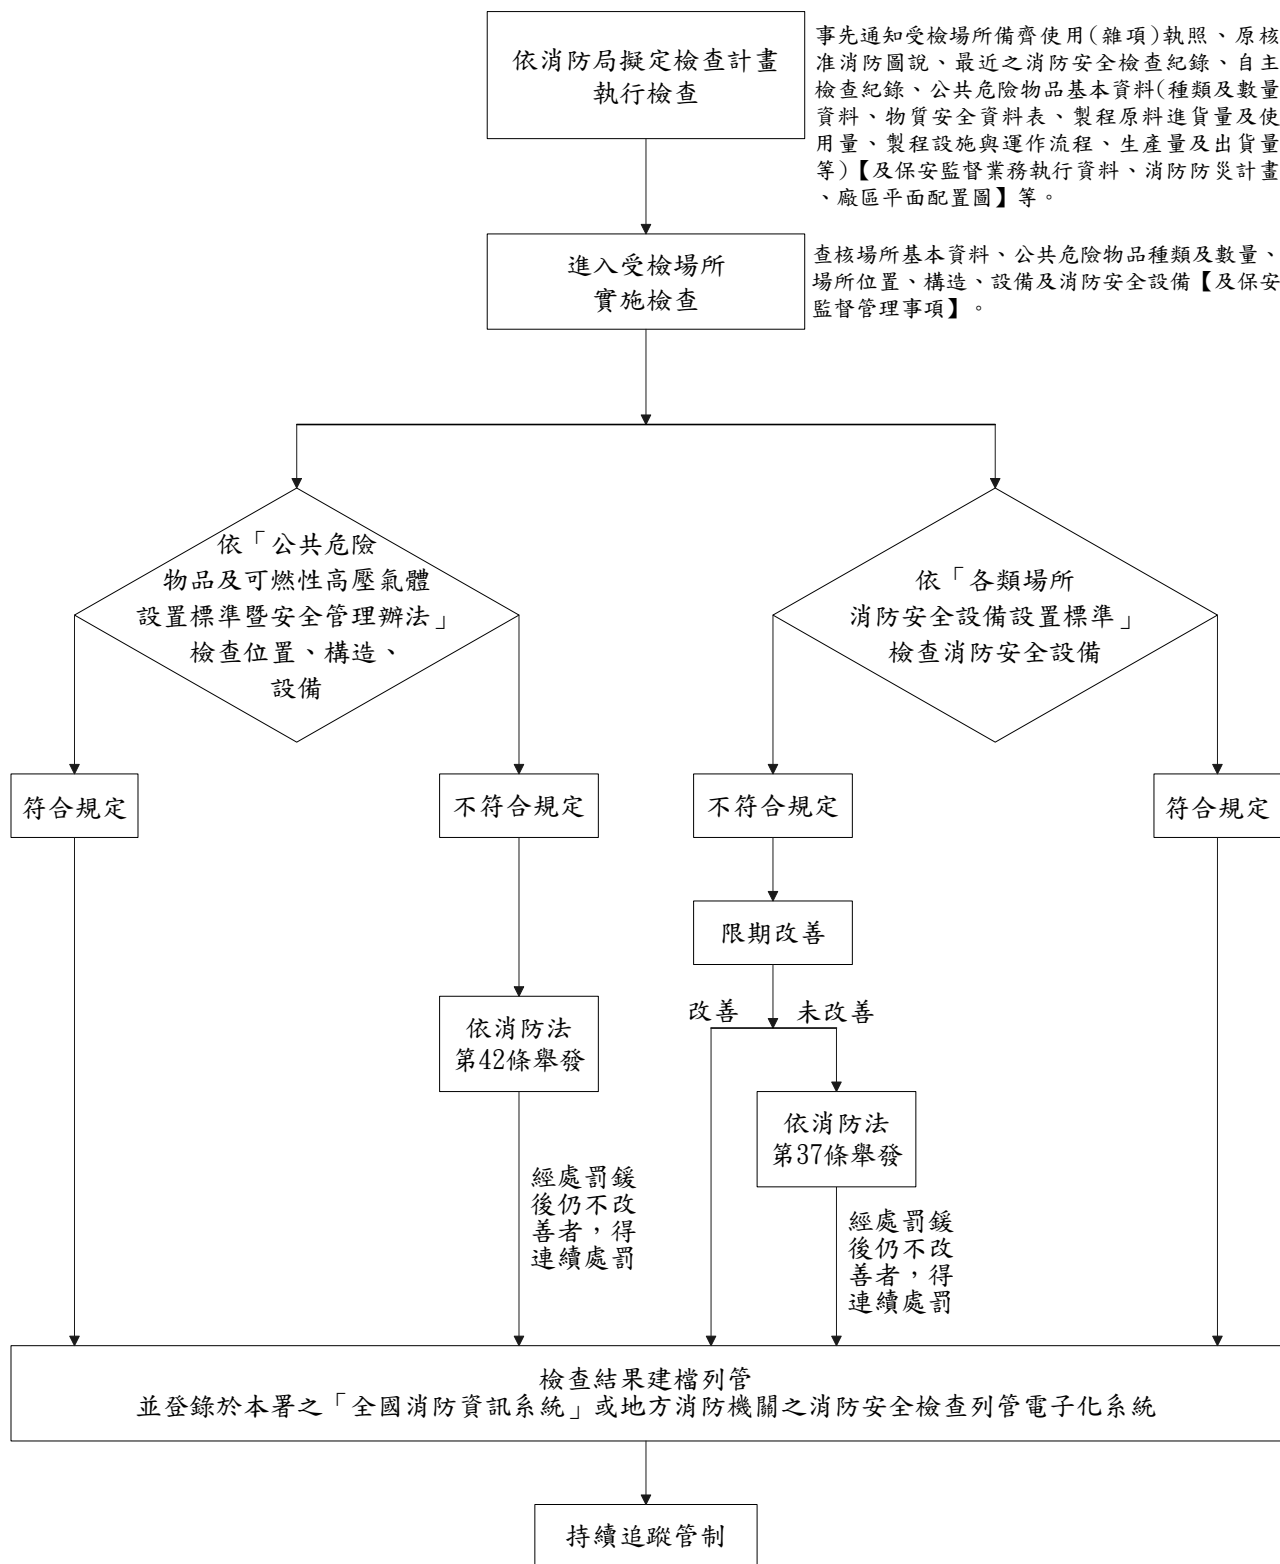 依消防局擬定檢查計畫
執行檢查
事先通知受檢場所備齊使用(雜項)執照、原核
准消防圖說、最近之消防安全檢查紀錄、自主
檢查紀錄、公共危險物品基本資料(種類及數量
資料、物質安全資料表、製程原料進貨量及使
用量、製程設施與運作流程、生產量及出貨量
等)【及保安監督業務執行資料、消防防災計畫
、廠區平面配置圖】等。
進入受檢場所
實施檢查
查核場所基本資料、公共危險物品種類及數量、
場所位置、構造、設備及消防安全設備【及保安
監督管理事項】。
依「公共危險
物品及可燃性高壓氣體
設置標準暨安全管理辦法」
檢查位置、構造、
設備
依「各類場所
消防安全設備設置標準」
檢查消防安全設備
符合規定
不符合規定
不符合規定
符合規定
限期改善
改善
未改善
依消防法
第42條舉發
依消防法
第37條舉發
經處罰鍰
後仍不改
善者，得
連續處罰
經處罰鍰
後仍不改
善者，得
連續處罰
檢查結果建檔列管
並登錄於本署之「全國消防資訊系統」或地方消防機關之消防安全檢查列管電子化系統
持續追蹤管制